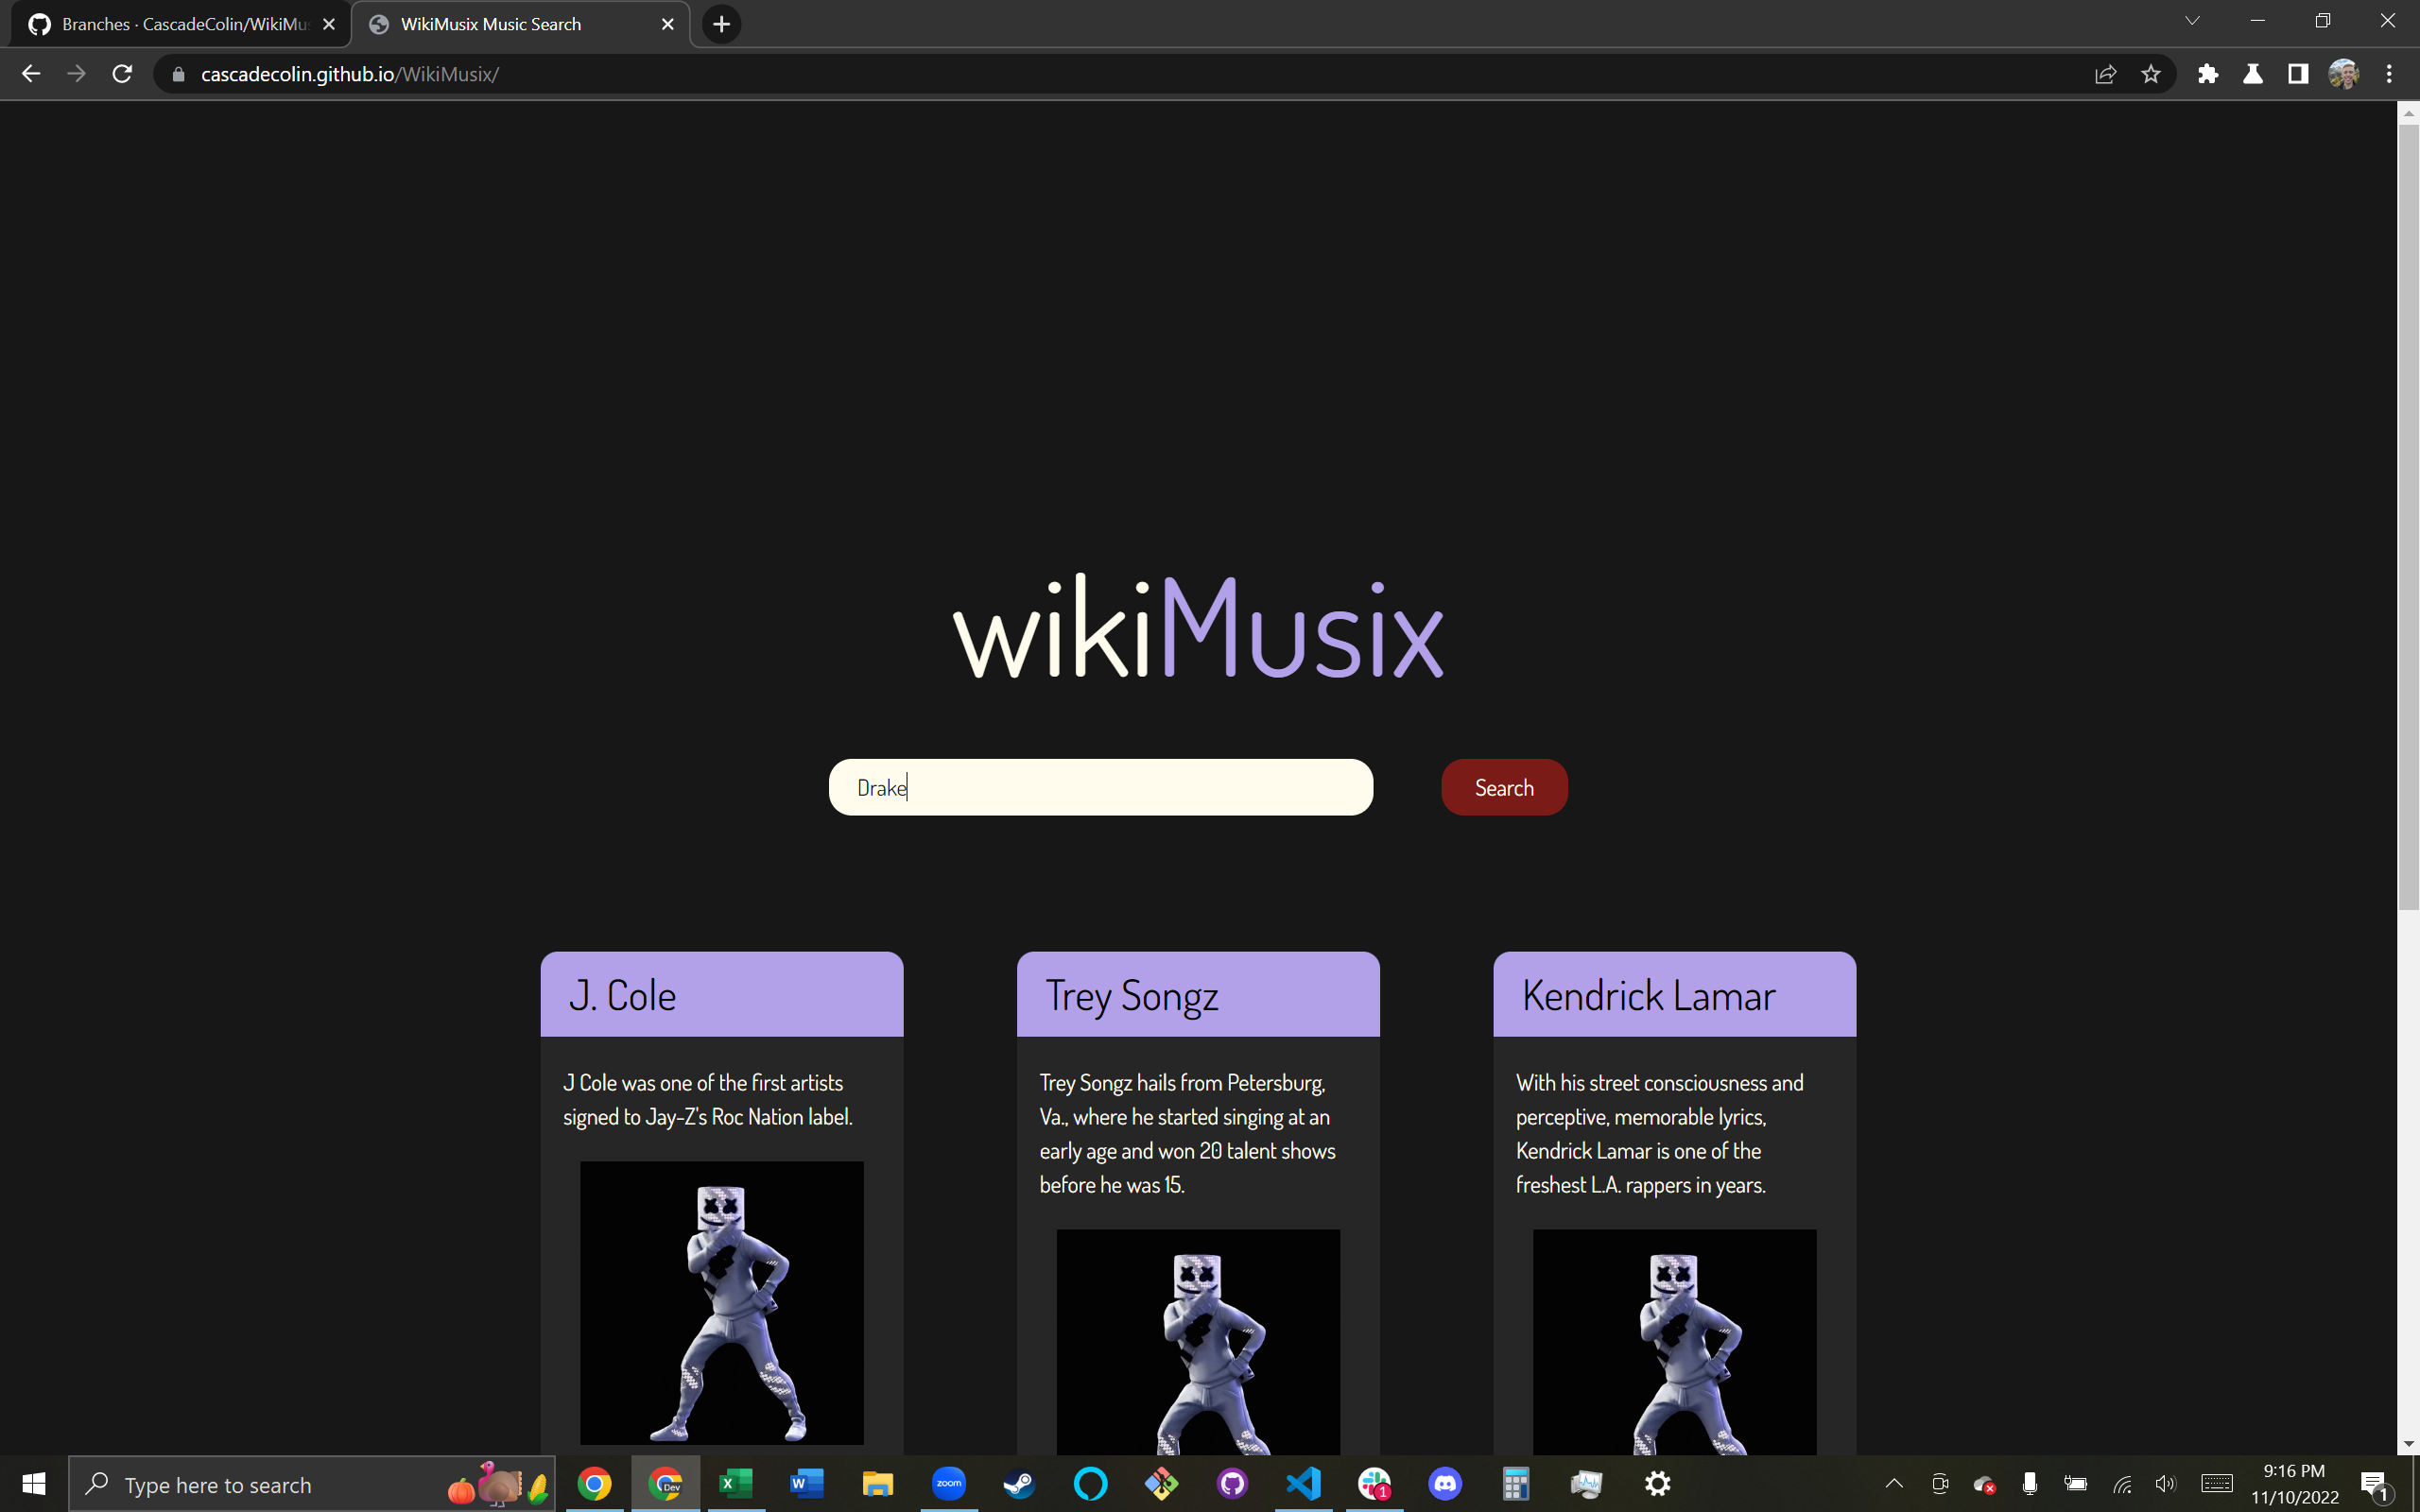 Branches · CascadeColin/WikiMus
WikiMusix Music Search
cascadecolin.github.io/WikiMusix/
wikiMusix
Drake
Search
J. Cole
J Cole was one of the first artists
signed to Jay-Z's Roc Nation label.
Trey Songz
Trey Songz hails from Petersburg,
Va., where he started singing at an
early age and won 20 talent shows
before he was 15.
Kendrick Lamar
With his street consciousness and
perceptive, memorable lyrics,
Kendrick Lamar is one of the
freshest L.A. rappers in years.
Type here to search
Dev
X
W
zoom
1
9:16 PM
11/10/2022
1